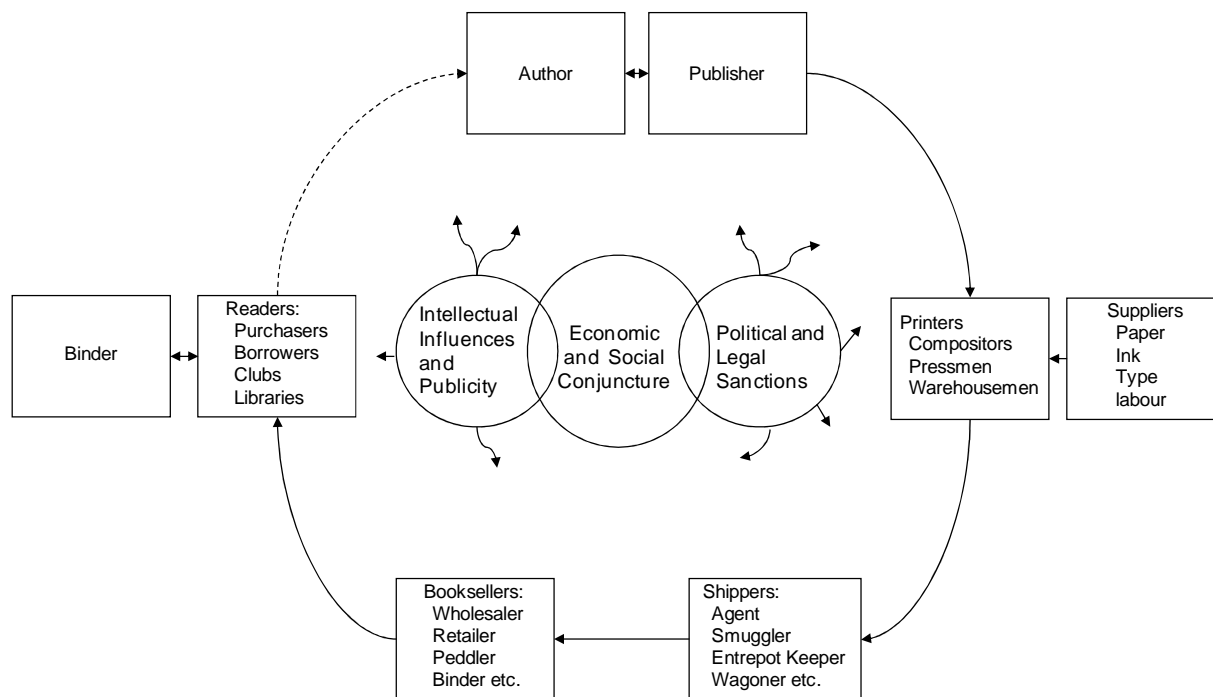 Author
Publisher
Readers:
Purchasers
Borrowers
Clubs
Libraries
Binder
Intellectual
Influences
and
Publicity
Economic
and Social
Conjuncture
Political and
Legal
Sanctions
Printers
Compositors
Pressmen
Warehousemen
Suppliers
Paper
Ink
Type
labour
Booksellers:
Wholesaler
Retailer
Peddler
Binder etc.
Shippers:
Agent
Smuggler
Entrepot Keeper
Wagoner etc.